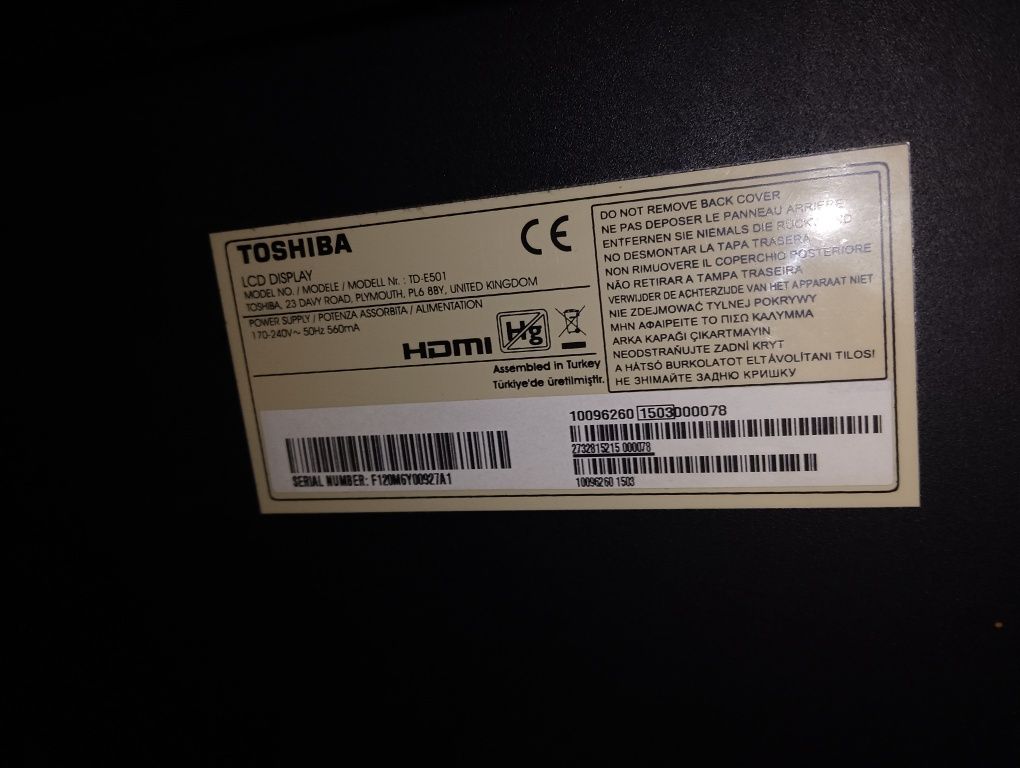 TOSHIBA
LCD DISPLAY
MODEL NO. / MODELE / MODELL Nr. : TD-E501
TOSHIBA, 23 DAVY ROAD, PLYMOUTH, PL6 8BY, UNITED KINGDOM
POWER SUPPLY / POTENZA ASSORBITA / ALIMENTATION
170-240V~ 50Hz 560mA
CE
HDMI
Hg
Assembled in Turkey
Türkiye'de üretilmiştir.
DO NOT REMOVE BACK COVER
NE PAS DEPOSER LE PANNEAU ARRIERE
ENTFERNEN SIE NIEMALS DIE
NO DESMONTAR LA TAPA TRASERA
NON RIMUOVERE IL COPERCHIO POSTERIORE
NÃO RETIRAR A TAMPA TRASEIRA
VERWIJDER DE ACHTERZIJDE VAN HET APPARAAT NIET
NIE ZDEJMOWAĆ TYLNEJ POKRYWY
ΜΗΝ ΑΦΑΙΡΕΙΤΕ ΤΟ ΠΙΣΩ ΚΑΛΥΜΜΑ
ARKA KAPAĞI ÇIKARTMAYIN
NEODSTRAŇUJTE ZADNÍ KRYT
A HÁTSÓ BURKOLATOT ELTÁVOLÍTANI TILOS!
НЕ ЗНІМАЙТЕ ЗАДНЮ КРИШКУ
SERIAL NUMBER: F120M6Y00927A1
10096260 1503000078
2732815215 000078
10096260 1503